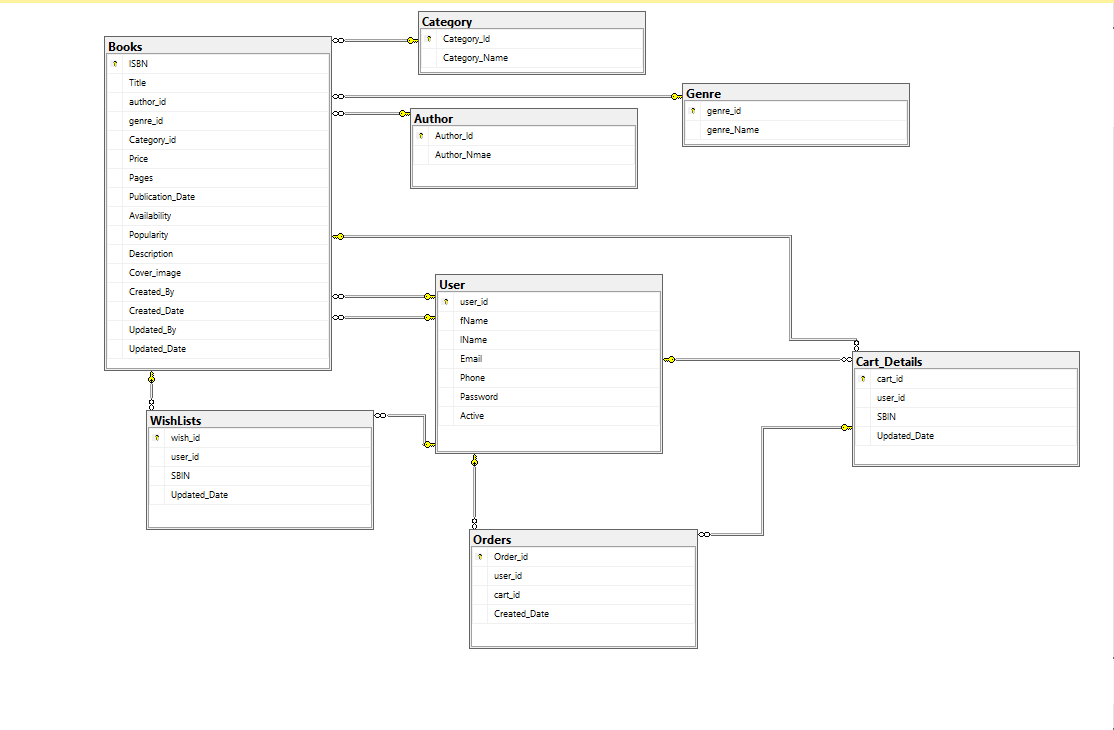 Category
Category_Id
Category_Name
Books
ISBN
Title
author_id
genre_id
Category_id
Price
Pages
Publication_Date
Availability
Popularity
Description
Cover_image
Created_By
Created_Date
Updated_By
Updated_Date
Genre
genre_id
genre_Name
Author
Author_Id
Author_Nmae
User
user_id
fName
lName
Email
Phone
Password
Active
Cart_Details
cart_id
user_id
SBIN
Updated_Date
WishLists
wish_id
user_id
SBIN
Updated_Date
Orders
Order_id
user_id
cart_id
Created_Date